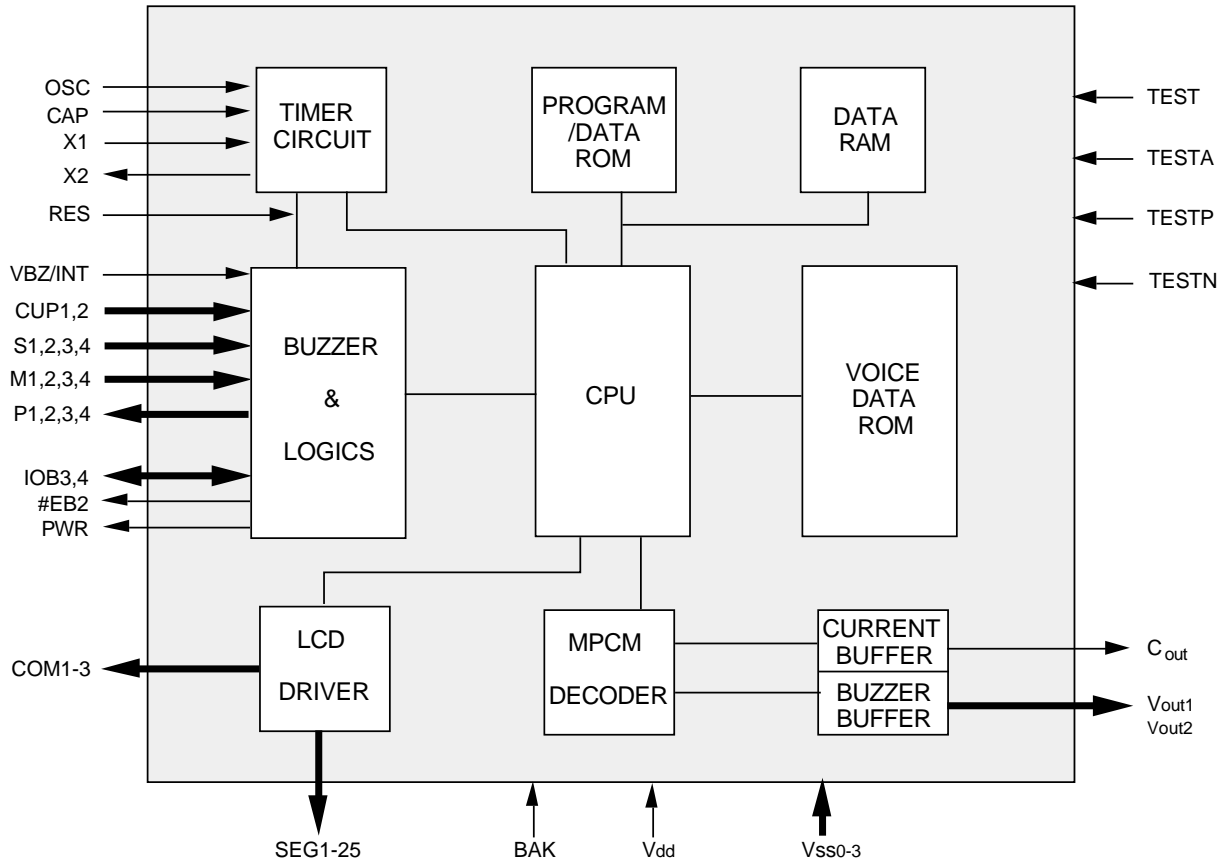 OSC
CAP
X1
X2
RES
VBZ/INT
CUP1,2
S1,2,3,4
M1,2,3,4
P1,2,3,4
IOB3,4
#EB2
PWR
COM1-3
TIMER
CIRCUIT
PROGRAM
/DATA
ROM
DATA
RAM
BUZZER
&
LOGICS
CPU
VOICE
DATA
ROM
LCD
DRIVER
MPCM
DECODER
CURRENT
BUFFER
BUZZER
BUFFER
TEST
TESTA
TESTP
TESTN
Cout
Vout1
Vout2
SEG1-25
BAK
Vdd
Vss0-3